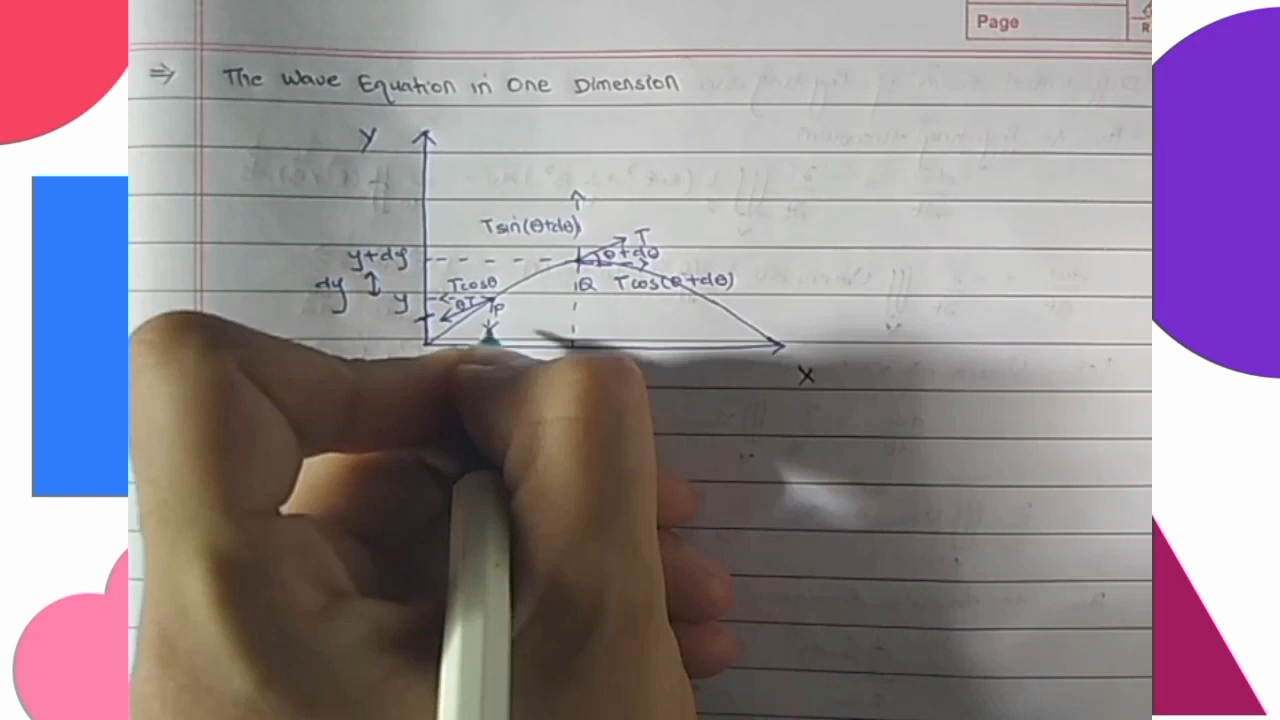 Page
⇒ The Wave Equation in One Dimension
Y
Tsin(θ+dθ)
T
y+dy
θ+dθ
dy
Tcosθ
Q
Tcos(θ+dθ)
y
θ
T
P
X